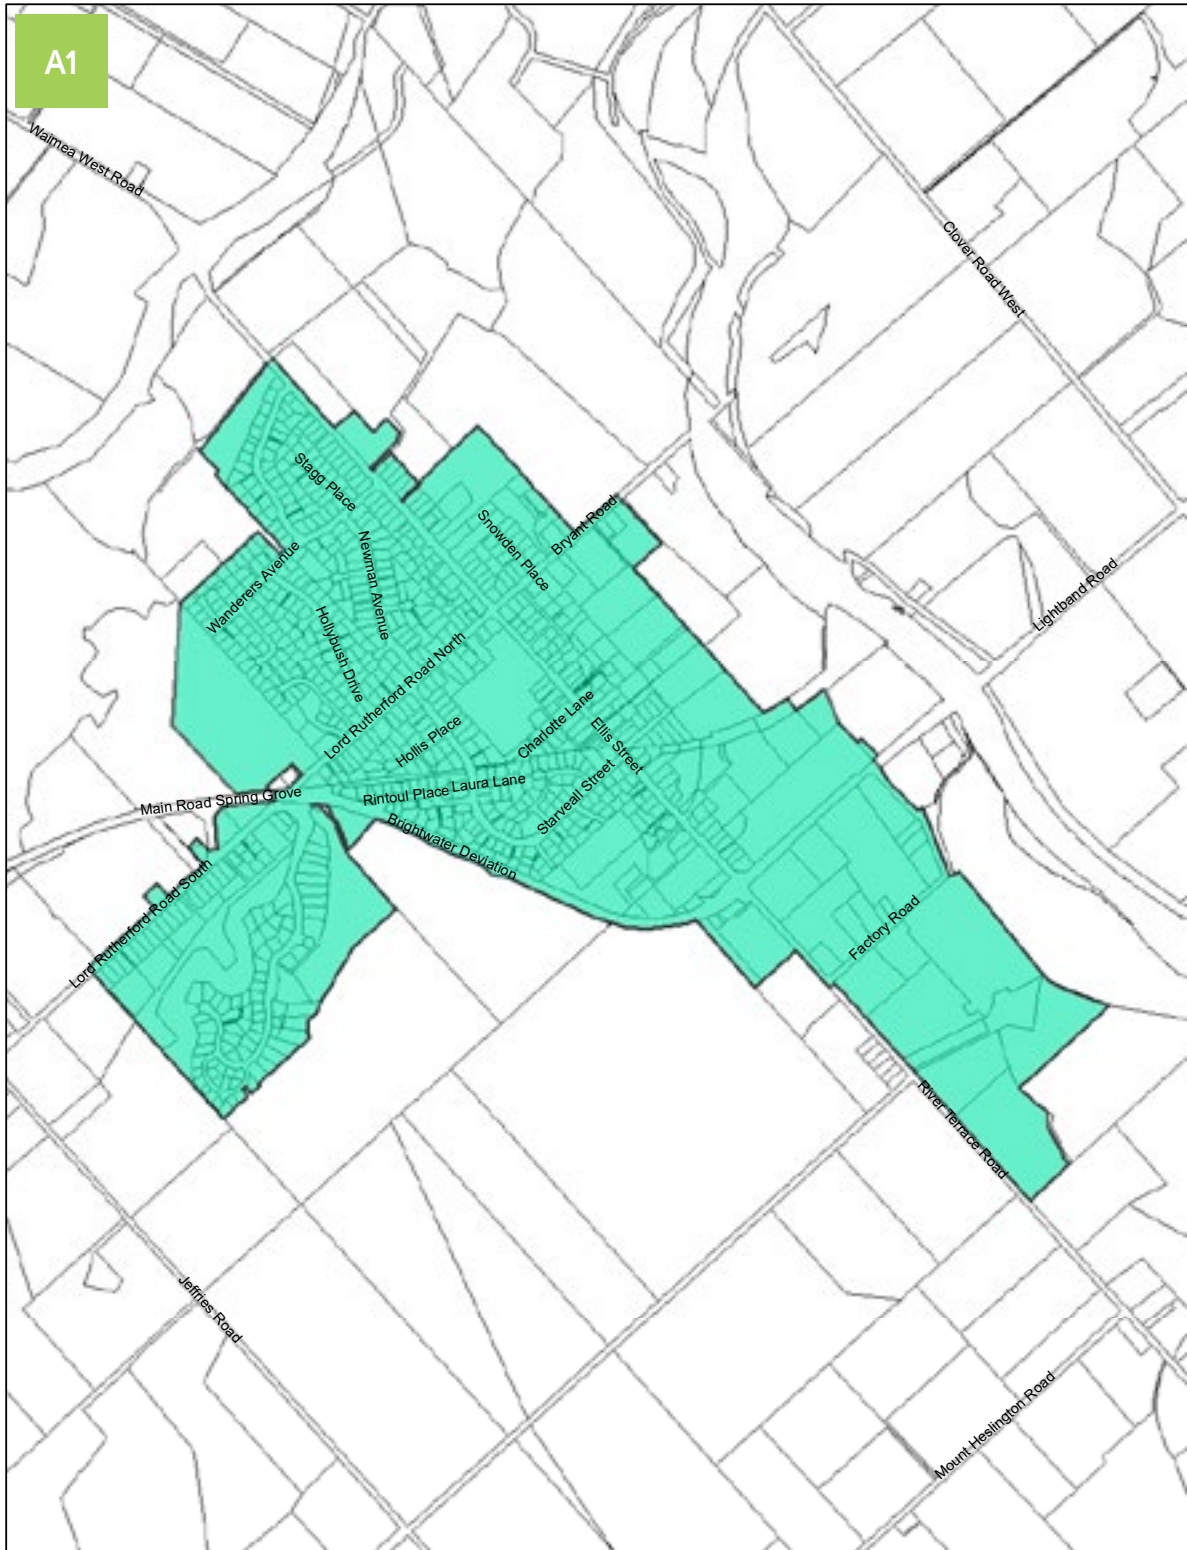 A1
Waimea West Road
Clover Road West
Stagg Place
Snowden Place
Bryant Road
Newman Avenue
Wanderers Avenue
Lightband Road
Hollybush Drive
Lord Rutherford Road North
Charlotte Lane
Hollis Place
Ellis Street
Main Road Spring Grove
Rintoul Place
Laura Lane
Starveall Street
Brightwater Deviation
Lord Rutherford Road South
Factory Road
River Terrace Road
Jeffries Road
Mount Heslington Road